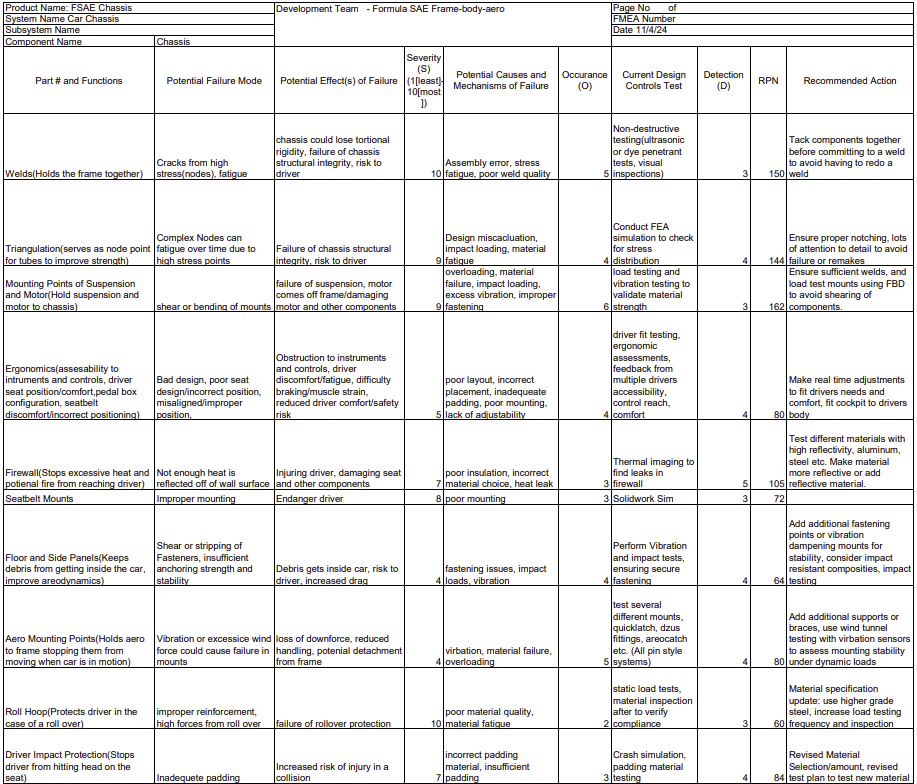 Product Name: FSAE Chassis
Development Team   - Formula SAE Frame-body-aero
Page No     of
System Name Car Chassis
FMEA Number
Subsystem Name
Date 11/4/24
Component Name
Chassis
Part # and Functions
Potential Failure Mode
Potential Effect(s) of Failure
Severity
(S)
(1[least]-
10[most
])
Potential Causes and
Mechanisms of Failure
Occurance
(O)
Current Design
Controls Test
Detection
(D)
RPN
Recommended Action
Welds(Holds the frame together)
Cracks from high
stress(nodes), fatigue
chassis could lose tortional
rigidity, failure of chassis
structural integrity, risk to
driver
10
Assembly error, stress
fatigue, poor weld quality
5
Non-destructive
testing(ultrasonic
or dye penetrant
tests, visual
inspections)
3
150
Tack components together
before committing to a weld
to avoid having to redo a
weld
Triangulation(serves as node point
for tubes to improve strength)
Complex Nodes can
fatigue over time due to
high stress points
Failure of chassis structural
integrity, risk to driver
9
Design miscacluation,
impact loading, material
fatigue
4
Conduct FEA
simulation to check
for stress
distribution
4
144
Ensure proper notching, lots
of attention to detail to avoid
failure or remakes
Mounting Points of Suspension
and Motor(Hold suspension and
motor to chassis)
shear or bending of mounts
failure of suspension, motor
comes off frame/damaging
motor and other components
9
overloading, material
failure, impact loading,
excess vibration, improper
fastening
6
load testing and
vibration testing to
validate material
strength
3
162
Ensure sufficient welds, and
load test mounts using FBD
to avoid shearing of
components.
Ergonomics(assesability to
intruments and controls, driver
seat position/comfort,pedal box
configuration, seatbelt
discomfort/incorrect positioning)
Bad design, poor seat
design/incorrect position,
misaligned/improper
position,
Obstruction to instruments
and controls, driver
discomfort/fatigue, difficulty
braking/muscle strain,
reduced driver comfort/safety
risk
5
poor layout, incorrect
placement, inadequate
padding, poor mounting,
lack of adjustability
4
driver fit testing,
ergonomic
assessments,
feedback from
multiple drivers
accessibility,
control reach,
comfort
4
80
Make real time adjustments
to fit drivers needs and
comfort, fit cockpit to drivers
body
Firewall(Stops excessive heat and
potienal fire from reaching driver)
Not enough heat is
reflected off of wall surface
Injuring driver, damaging seat
and other components
7
poor insulation, incorrect
material choice, heat leak
3
Thermal imaging to
find leaks in
firewall
5
105
Test different materials with
high reflectivity, aluminum,
steel etc. Make material
more reflective or add
reflective material.
Seatbelt Mounts
Improper mounting
Endanger driver
8
poor mounting
3
Solidwork Sim
3
72
Floor and Side Panels(Keeps
debris from getting inside the car,
improve areodynamics)
Shear or stripping of
Fasteners, insufficient
anchoring strength and
stability
Debris gets inside car, risk to
driver, increased drag
4
fastening issues, impact
loads, vibration
4
Perform Vibration
and impact tests,
ensuring secure
fastening
4
64
Add additional fastening
points or vibration
dampening mounts for
stability, consider impact
resistant composities, impact
testing
Aero Mounting Points(Holds aero
to frame stopping them from
moving when car is in motion)
Vibration or excessice wind
force could cause failure in
mounts
loss of downforce, reduced
handling, potenial detachment
from frame
4
virbation, material failure,
overloading
5
test several
different mounts,
quicklatch, dzus
fittings, areocatch
etc. (All pin style
systems)
4
80
Add additional supports or
braces, use wind tunnel
testing with virbation sensors
to assess mounting stability
under dynamic loads
Roll Hoop(Protects driver in the
case of a roll over)
improper reinforcement,
high forces from roll over
failure of rollover protection
10
poor material quality,
material fatigue
2
static load tests,
material inspection
after to verify
compliance
3
60
Material specification
update: use higher grade
steel, increase load testing
frequency and inspection
Driver Impact Protection(Stops
driver from hitting head on the
seat)
Inadequate padding
Increased risk of injury in a
collision
7
incorrect padding
material, insufficient
padding
3
Crash simulation,
padding material
testing
4
84
Revised Material
Selection/amount, revised
test plan to test new material